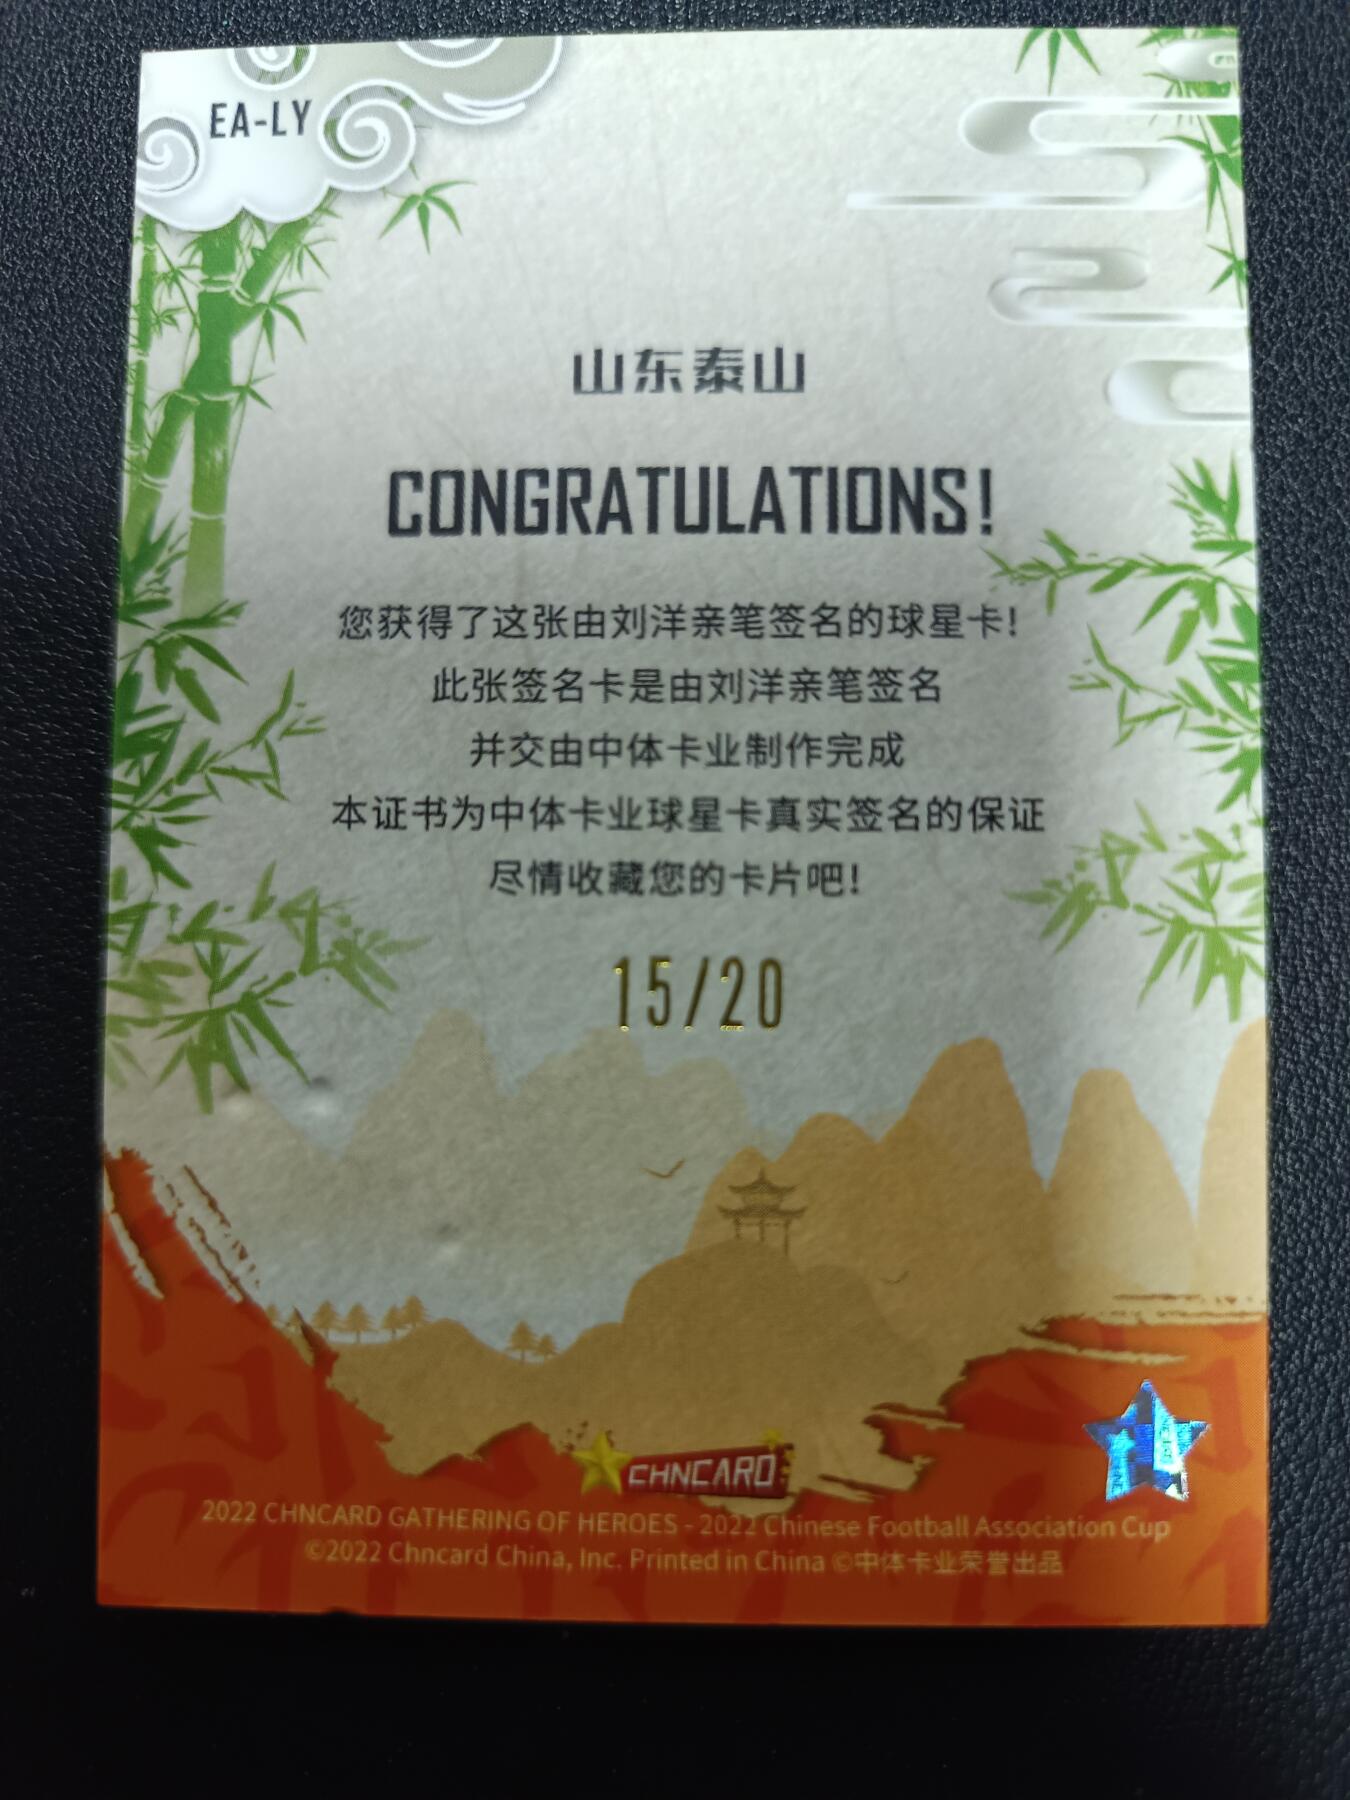 EA-LY
山东泰山
CONGRATULATIONS!
您获得了这张由刘洋亲笔签名的球星卡!
此张签名卡是由刘洋亲笔签名
并交由中体卡业制作完成
本证书为中体卡业球星卡真实签名的保证
尽情收藏您的卡片吧!
15/20
CHNCARD
2022 CHNCARD GATHERING OF HEROES - 2022 Chinese Football Association Cup
©2022 Chncard China, Inc. Printed in China ©中体卡业荣誉出品